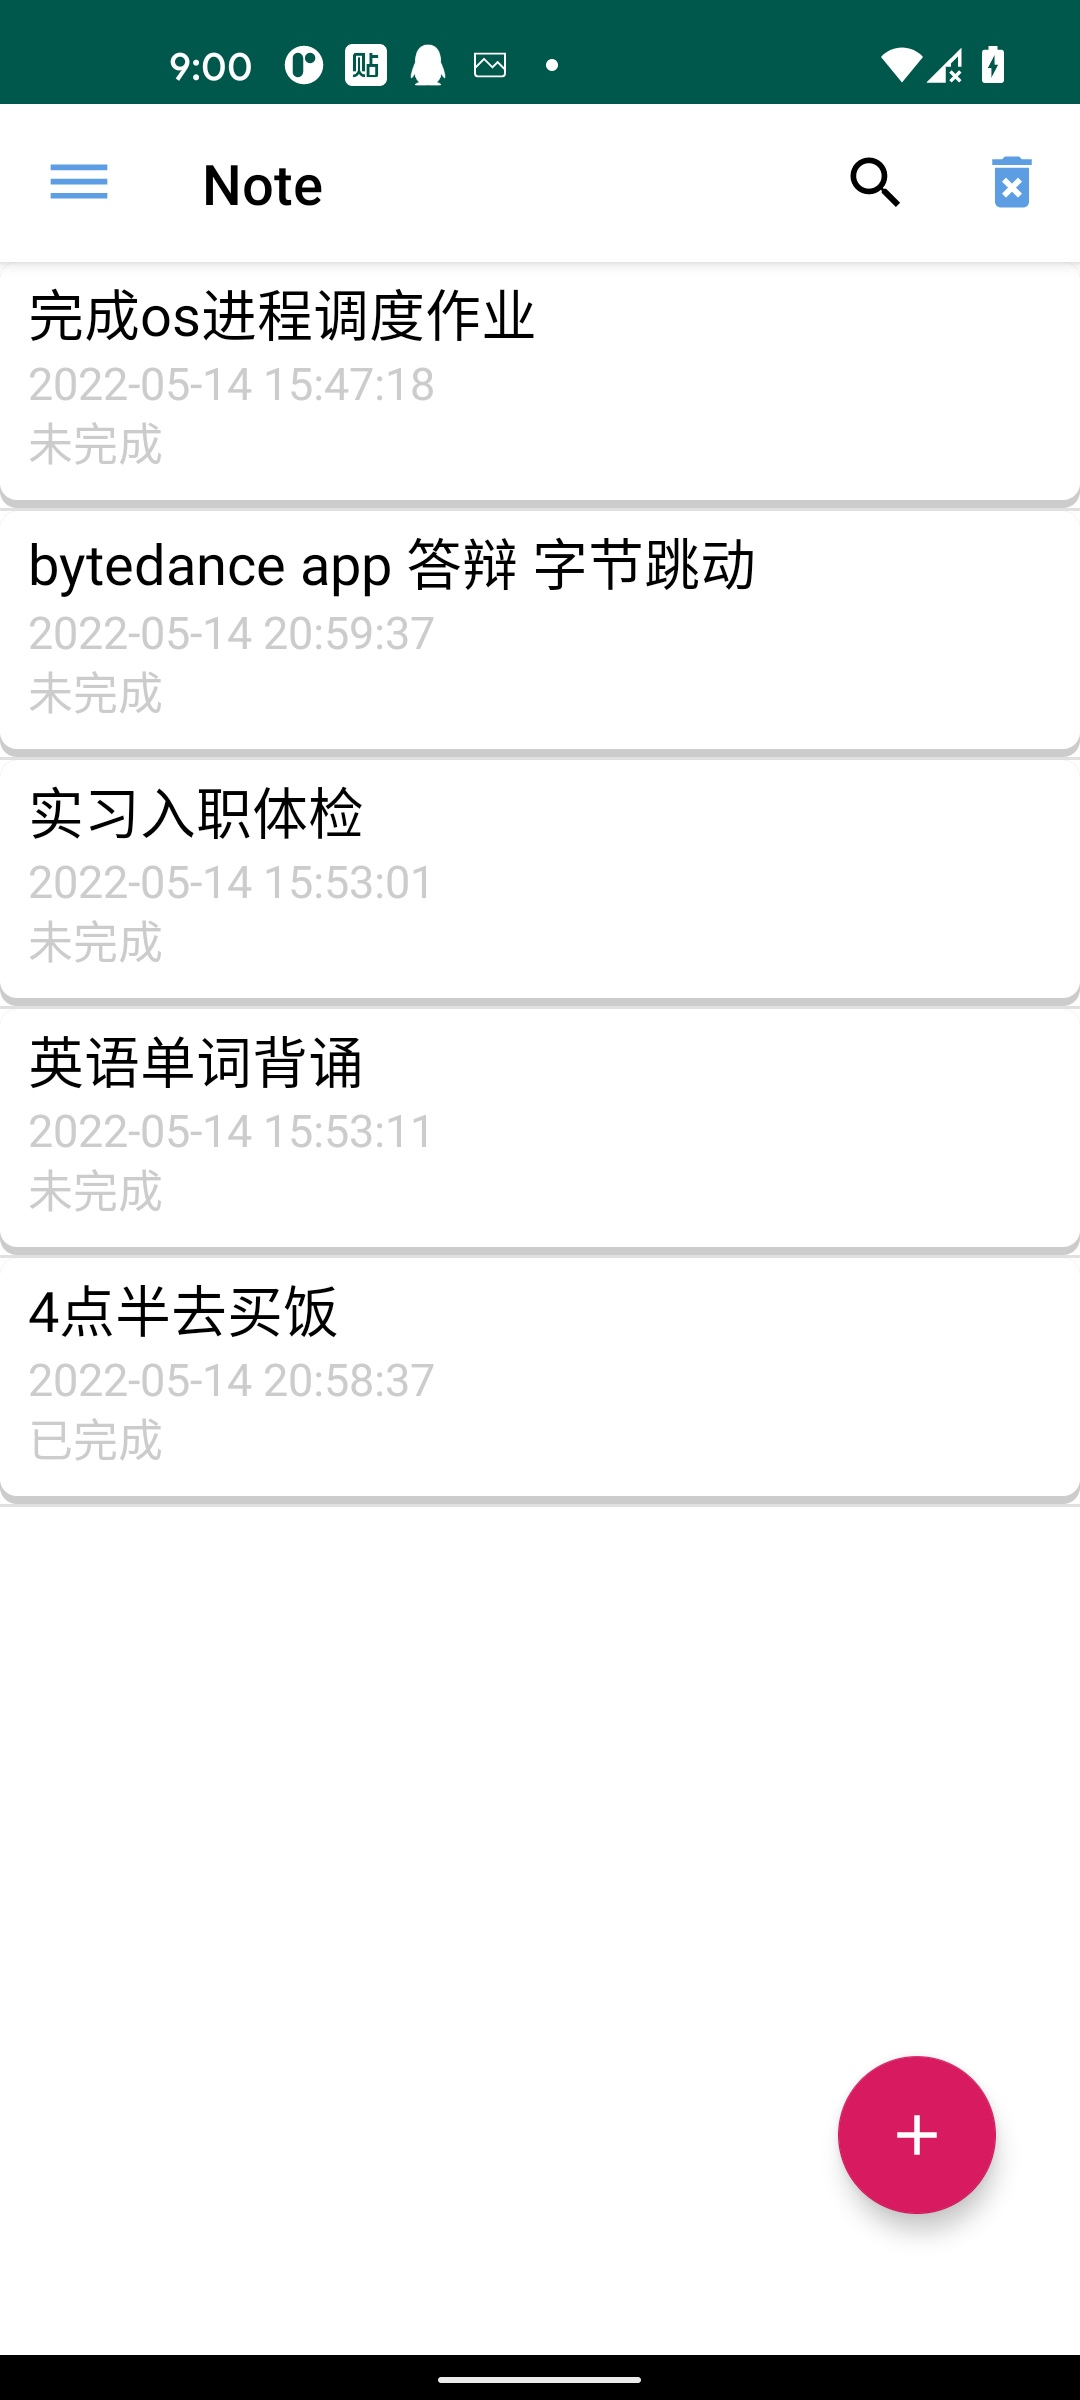 9:00 贴
Note
完成os进程调度作业
2022-05-14 15:47:18
未完成
bytedance app 答辩 字节跳动
2022-05-14 20:59:37
未完成
实习入职体检
2022-05-14 15:53:01
未完成
英语单词背诵
2022-05-14 15:53:11
未完成
4点半去买饭
2022-05-14 20:58:37
已完成